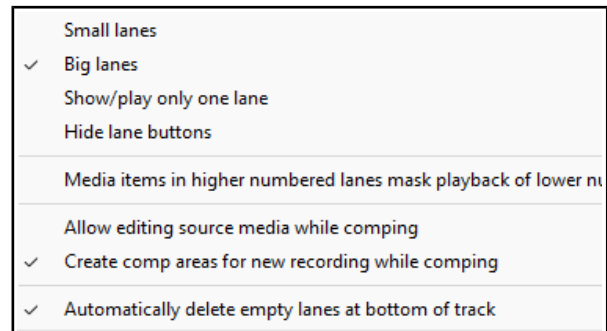 Small lanes
Big lanes
Show/play only one lane
Hide lane buttons
Media items in higher numbered lanes mask playback of lower
Allow editing source media while comping
Create comp areas for new recording while comping
Automatically delete empty lanes at bottom of track